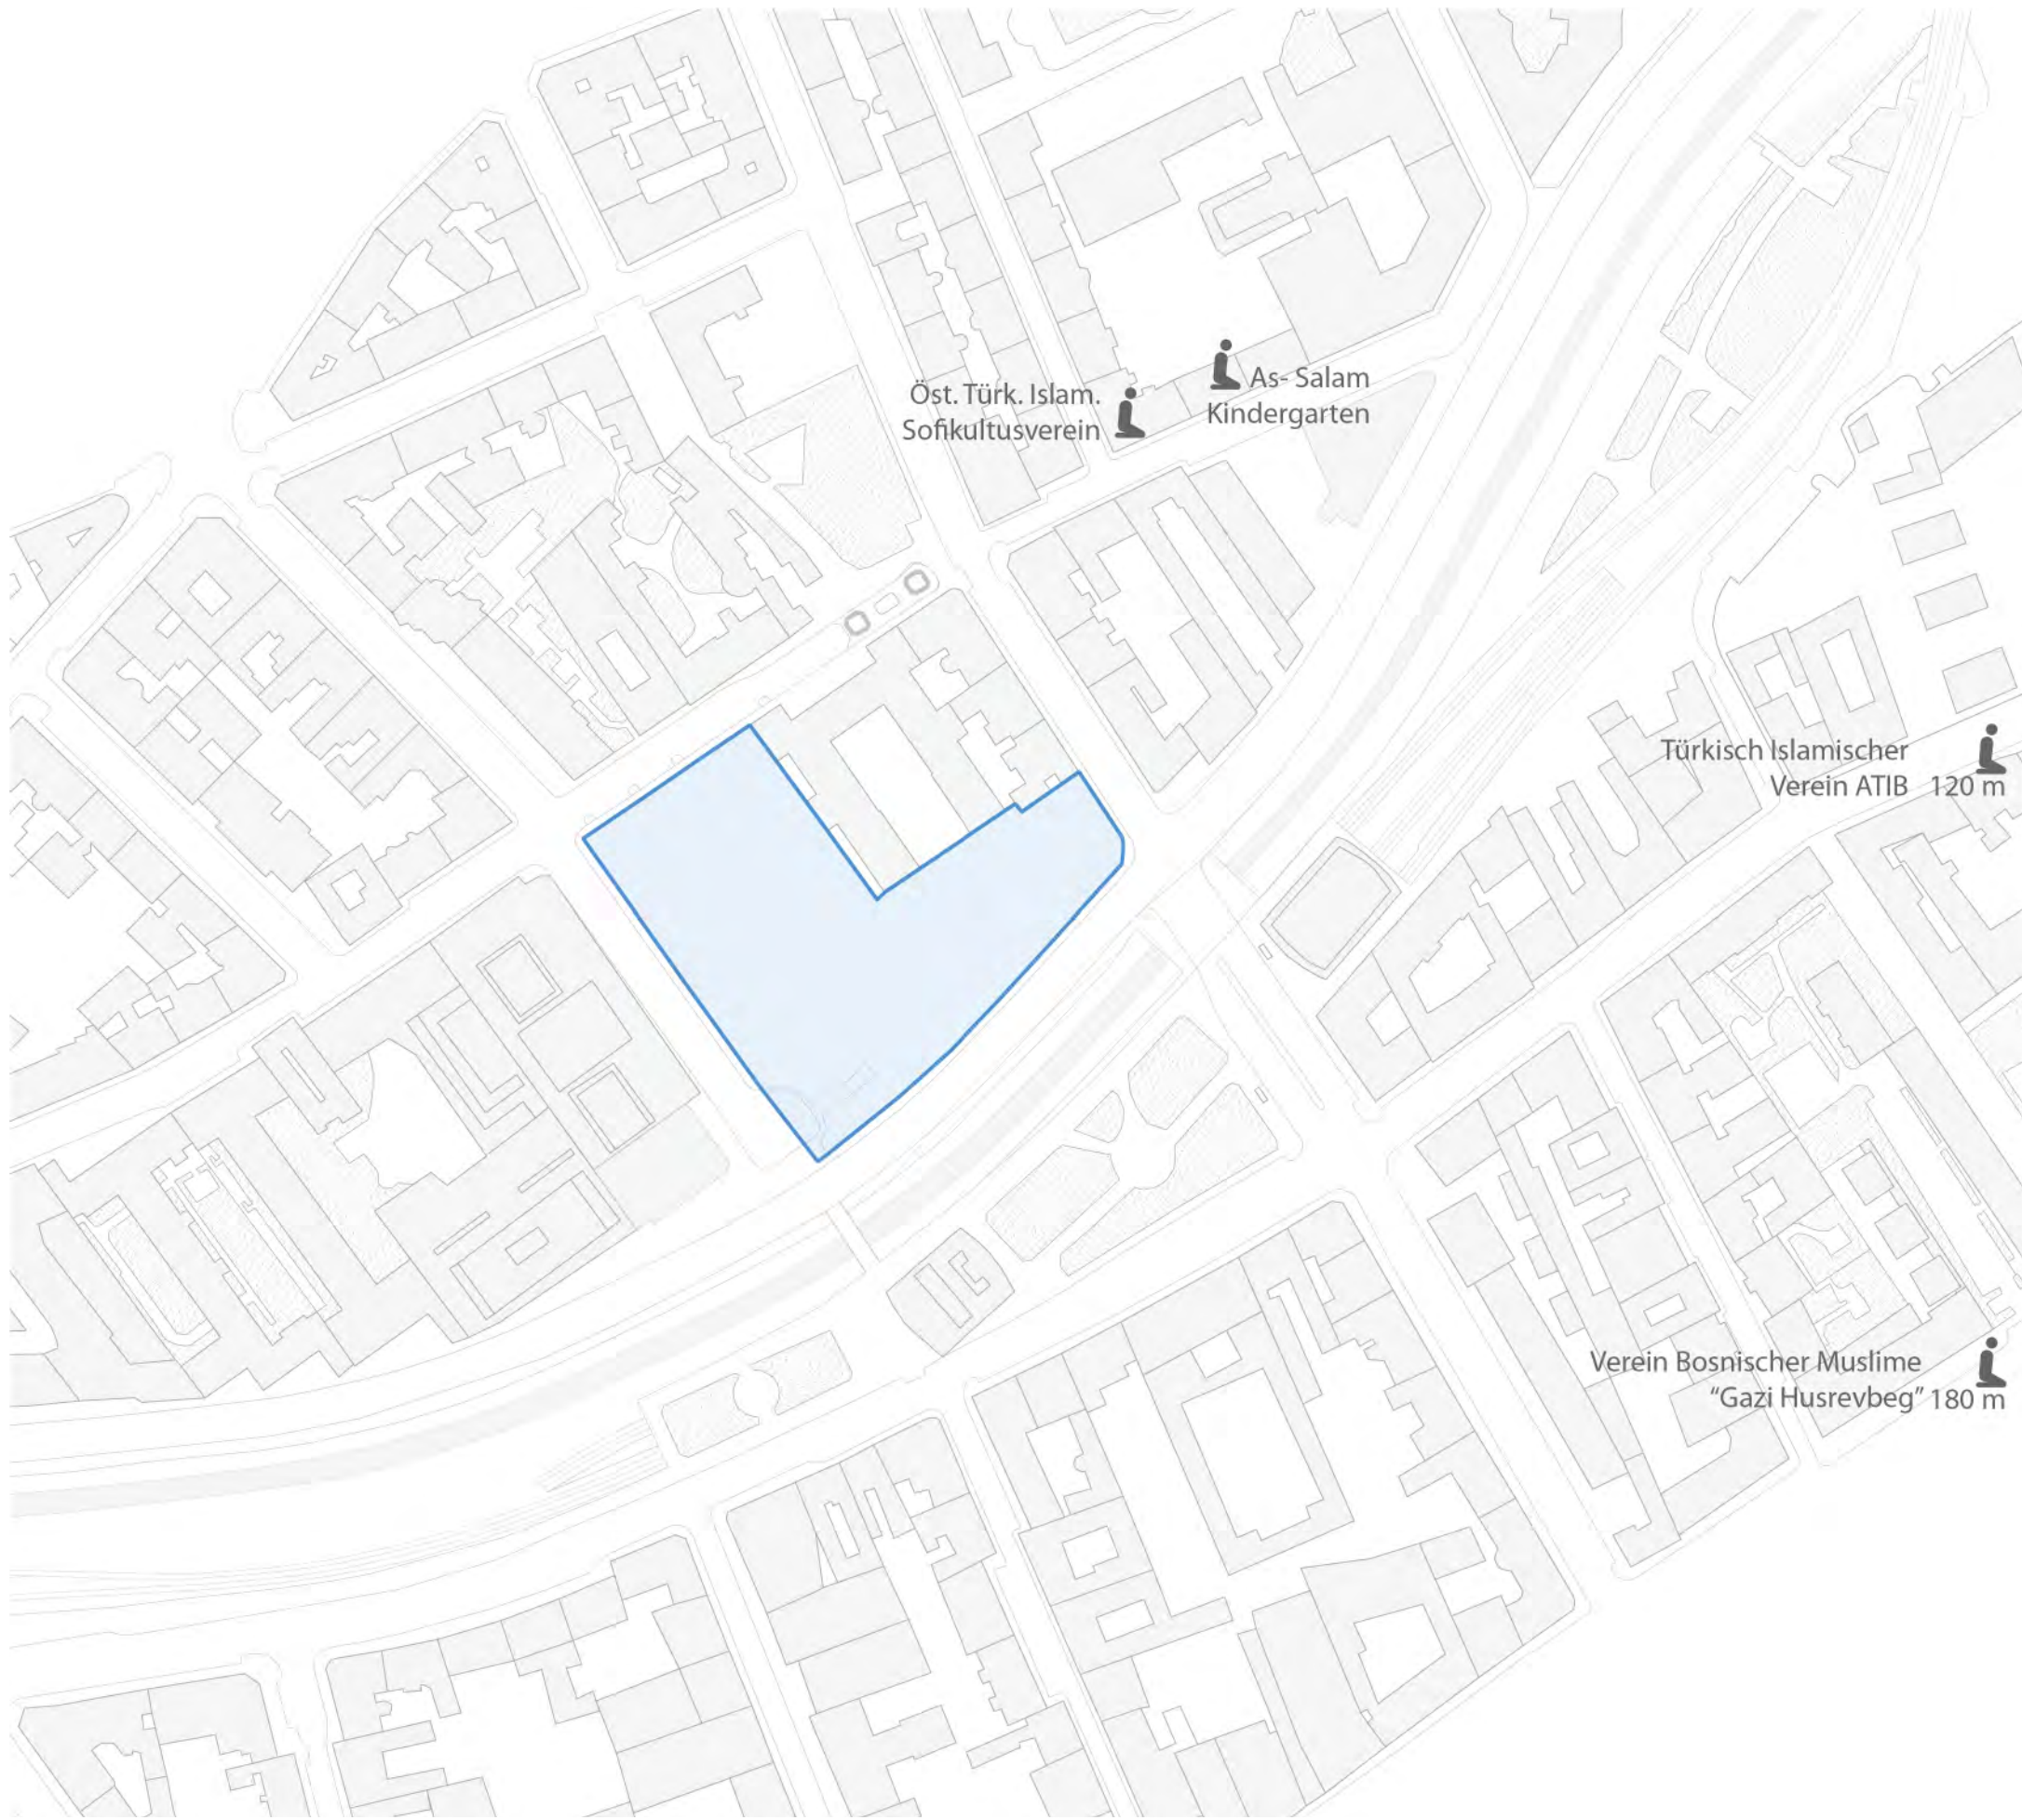 As- Salam
Kindergarten
Öst. Türk. Islam.
Sofikultusverein
Türkisch Islamischer
Verein ATIB 120 m
Verein Bosnischer Muslime
“Gazi Husrevbeg” 180 m